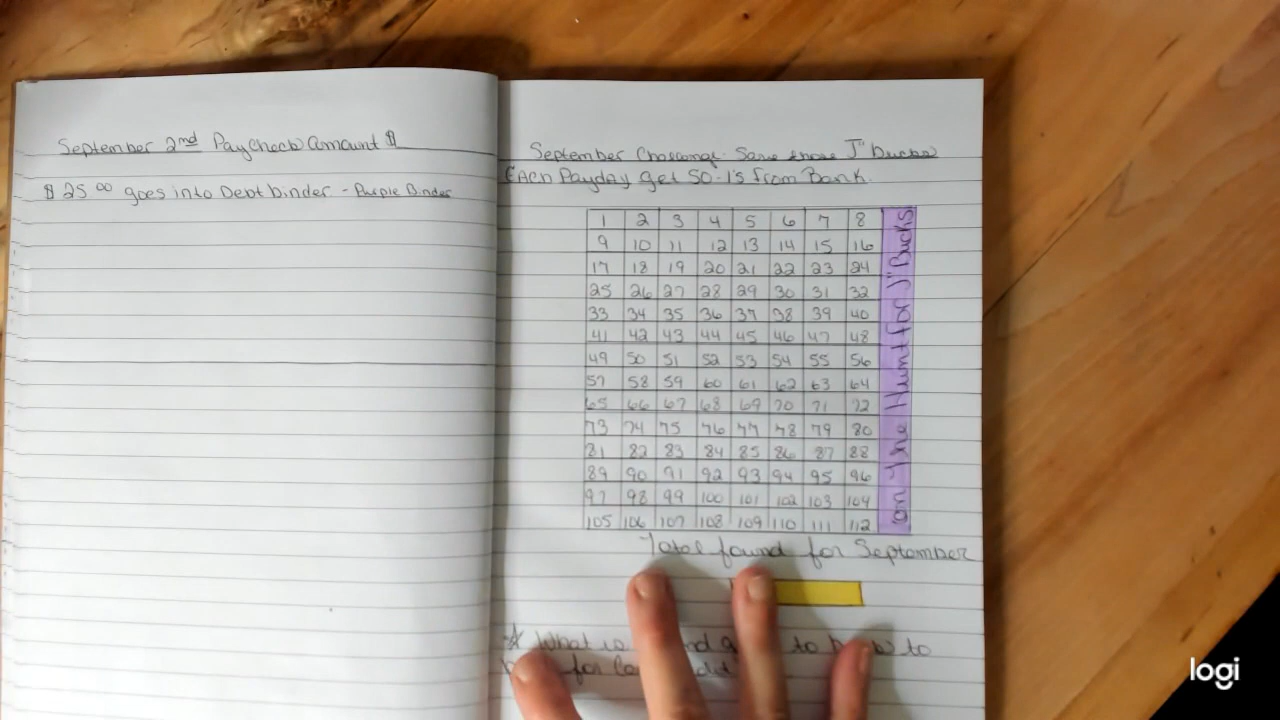 September 2nd PayCheck Amount $
$ 25 00 goes into Debt binder - Purple Binder
September Challange: Save those J" bucks
Each Payday get 50-1's from Bank.
1 2 3 4 5 6 7 8
9 10 11 12 13 14 15 16
17 18 19 20 21 22 23 24
25 26 27 28 29 30 31 32
33 34 35 36 37 38 39 40
41 42 43 44 45 46 47 48
49 50 51 52 53 54 55 56
57 58 59 60 61 62 63 64
65 66 67 68 69 70 71 72
73 74 75 76 77 78 79 80
81 82 83 84 85 86 87 88
89 90 91 92 93 94 95 96
97 98 99 100 101 102 103 104
105 106 107 108 109 110 111 112
on The Hunt for J" Bucks
Total found for September
* What is to to
for
logi